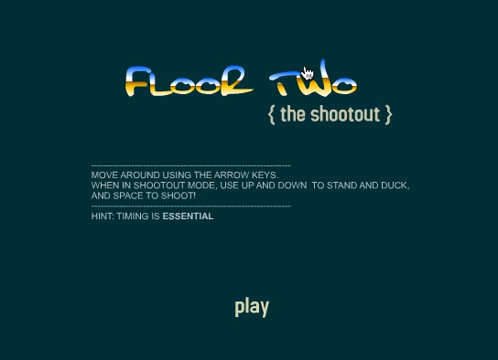 FLOOR TWO
{ the shootout }
------------------------------------------------------------------
MOVE AROUND USING THE ARROW KEYS.
WHEN IN SHOOTOUT MODE, USE UP AND DOWN  TO STAND AND DUCK,
AND SPACE TO SHOOT!
------------------------------------------------------------------
HINT: TIMING IS ESSENTIAL
play